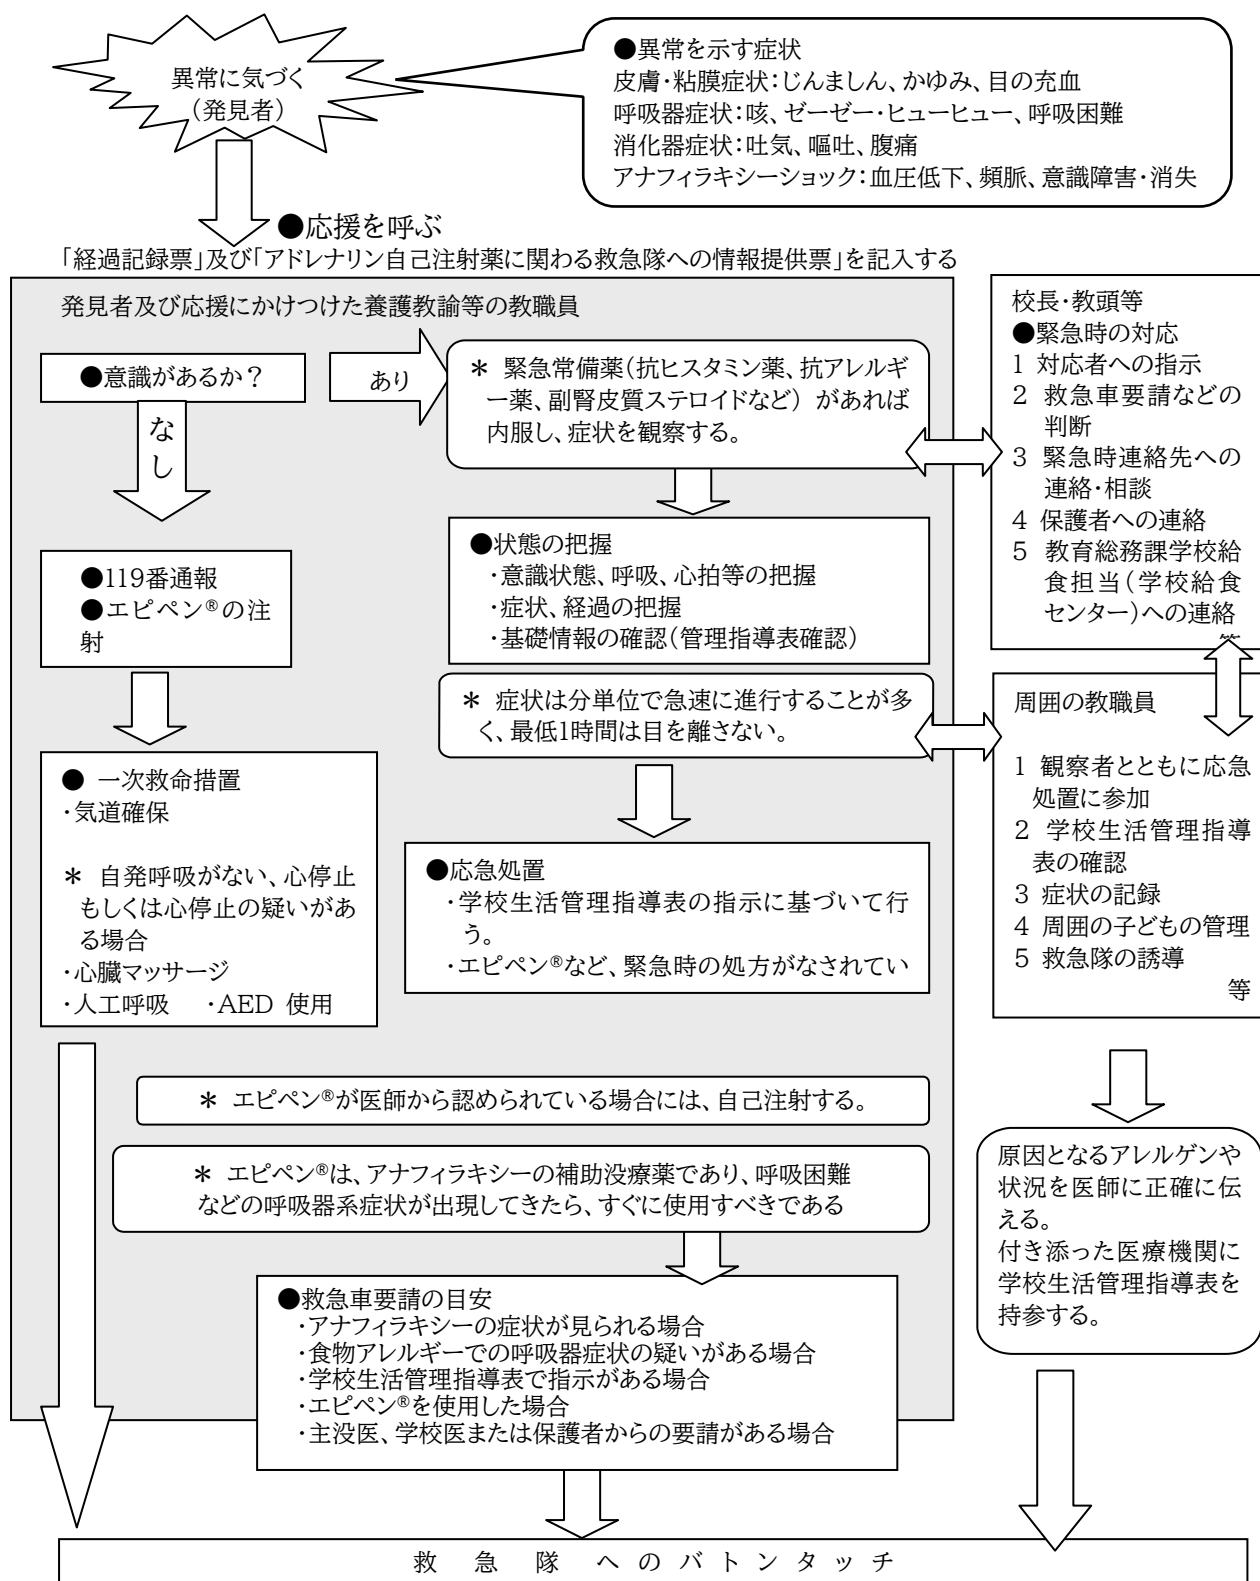 異常に気づく
（発見者）
●異常を示す症状
皮膚・粘膜症状：じんましん、かゆみ、目の充血
呼吸器症状：咳、ゼーゼー・ヒューヒュー、呼吸困難
消化器症状：吐気、嘔吐、腹痛
アナフィラキシーショック：血圧低下、頻脈、意識障害・消失
●応援を呼ぶ
「経過記録票」及び「アドレナリン自己注射薬に関わる救急隊への情報提供票」を記入する
発見者及び応援にかけつけた養護教諭等の教職員
●意識があるか？
あり
なし
＊ 緊急常備薬（抗ヒスタミン薬、抗アレルギ
ー薬、副腎皮質ステロイドなど）があれば
内服し、症状を観察する。
●状態の把握
・意識状態、呼吸、心拍等の把握
・症状、経過の把握
・基礎情報の確認（管理指導表確認）
●119番通報
●エピペン®の注
射
＊ 症状は分単位で急速に進行することが多
く、最低1時間は目を離さない。
● 一次救命措置
・気道確保
＊ 自発呼吸がない、心停止
もしくは心停止の疑いがあ
る場合
・心臓マッサージ
・人工呼吸 ・AED 使用
●応急処置
・学校生活管理指導表の指示に基づいて行
う。
・エピペン®など、緊急時の処方がなされてい
＊ エピペン®が医師から認められている場合には、自己注射する。
＊ エピペン®は、アナフィラキシーの補助没療薬であり、呼吸困難
などの呼吸器系症状が出現してきたら、すぐに使用すべきである
●救急車要請の目安
・アナフィラキシーの症状が見られる場合
・食物アレルギーでの呼吸器症状の疑いがある場合
・学校生活管理指導表で指示がある場合
・エピペン®を使用した場合
・主没医、学校医または保護者からの要請がある場合
校長・教頭等
●緊急時の対応
1 対応者への指示
2 救急車要請などの
判断
3 緊急時連絡先への
連絡・相談
4 保護者への連絡
5 教育総務課学校給
食担当（学校給食
センター）への連絡
周囲の教職員
1 観察者とともに応急
処置に参加
2 学校生活管理指導
表の確認
3 症状の記録
4 周囲の子どもの管理
5 救急隊の誘導
等
原因となるアレルゲンや
状況を医師に正確に伝
える。
付き添った医療機関に
学校生活管理指導表を
持参する。
救急隊へのバトンタッチ